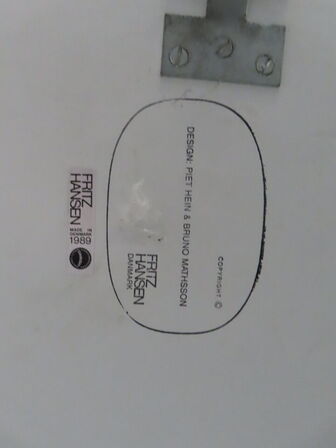 COPYRIGHT ©
DESIGN: PIET HEIN & BRUNO MATHSSON
FRITZ
HANSEN
DANMARK
FRITZ
HANSEN
MADE IN
DENMARK
1989